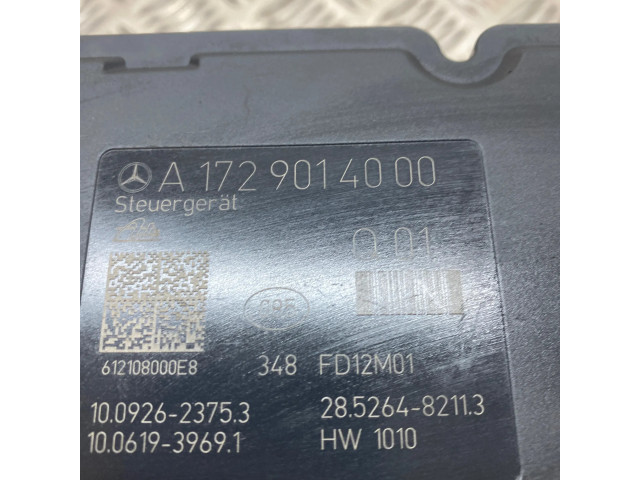 A 172 901 40 00
Steuergerät
Q 01
612108000E8
348 FD12M01
10.0926-2375.3
28.5264-8211.3
10.0619-3969.1
HW 1010